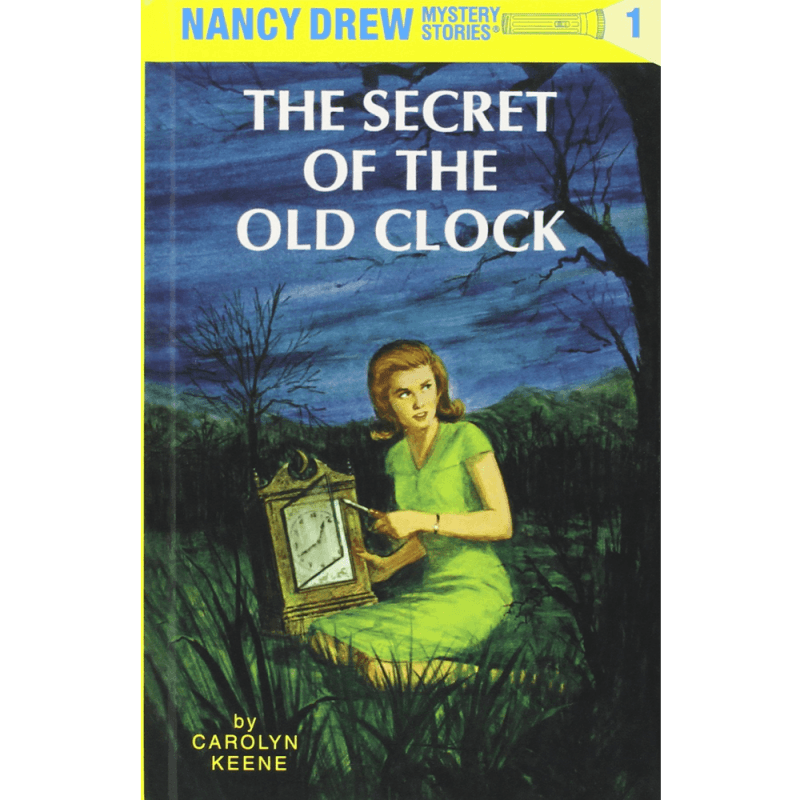 NANCY DREW MYSTERY STORIES® 1
THE SECRET
OF THE
OLD CLOCK
by
CAROLYN
KEENE